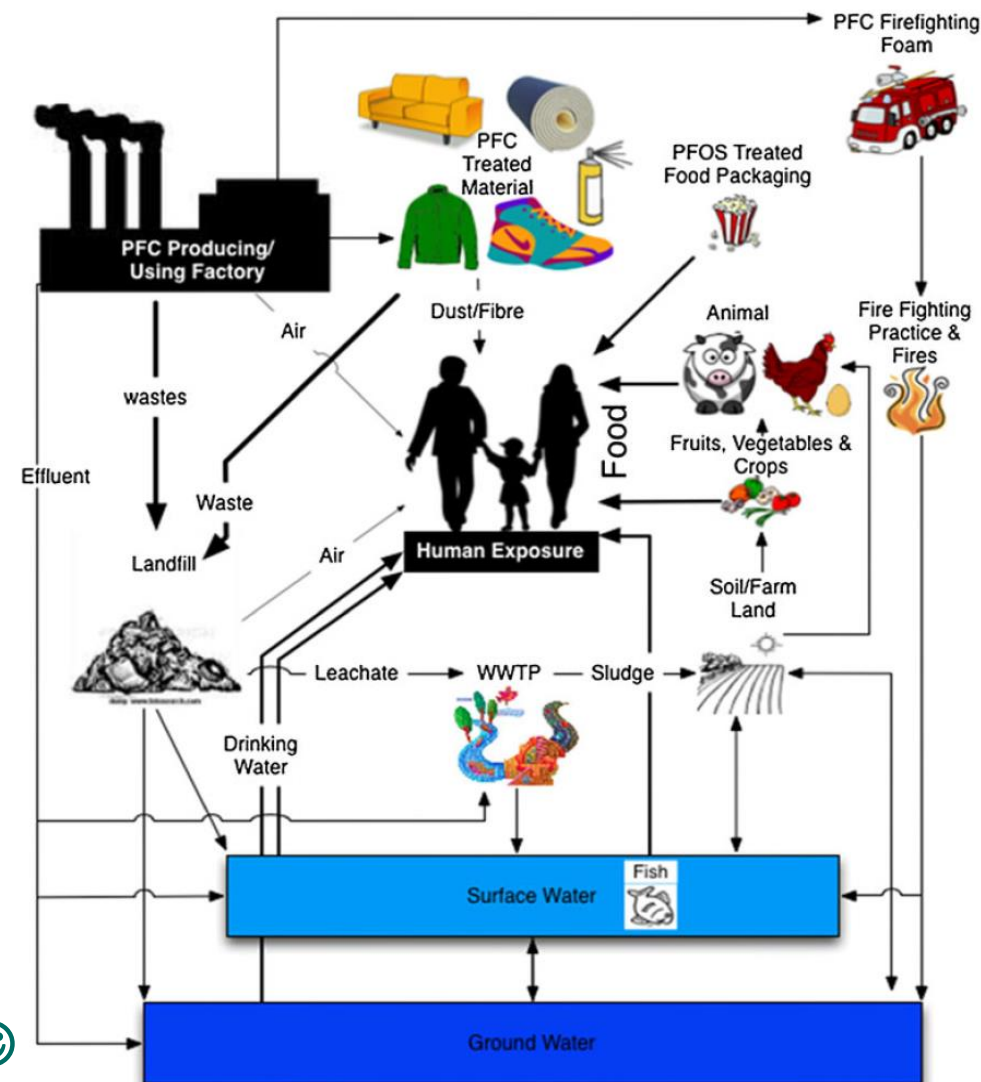 PFC Firefighting
Foam
PFC
Treated
Material
PFOS Treated
Food Packaging
PFC Producing/
Using Factory
Air
Dust/Fibre
Animal
Fire Fighting
Practice &
Fires
wastes
Food
Fruits, Vegetables &
Crops
Effluent
Waste
Landfill
Air
Human Exposure
Soil/Farm
Land
Leachate
WWTP
Sludge
Drinking
Water
Fish
Surface Water
Ground Water